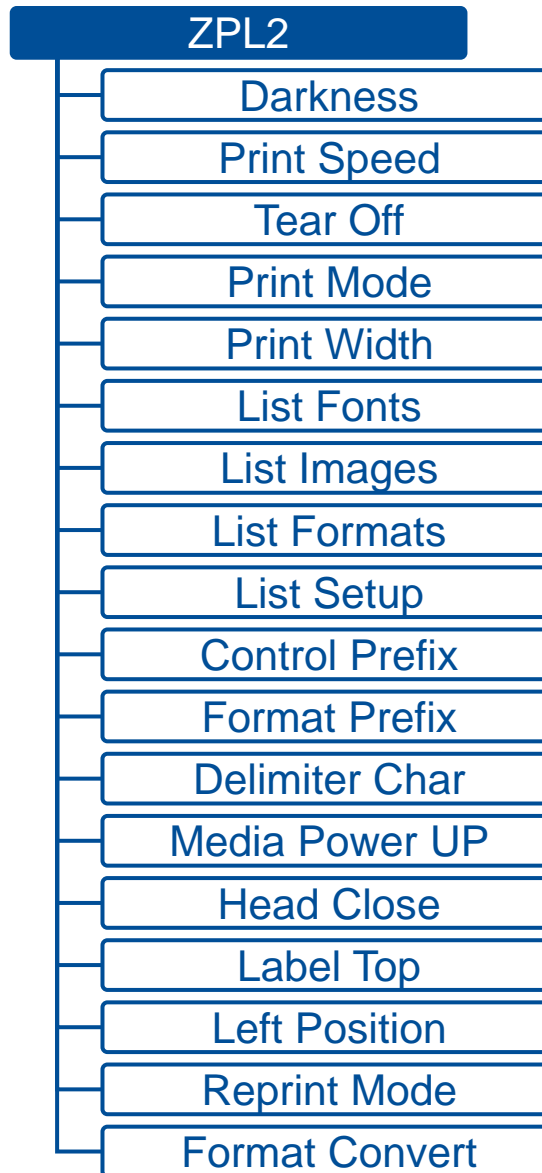 ZPL2
Darkness
Print Speed
Tear Off
Print Mode
Print Width
List Fonts
List Images
List Formats
List Setup
Control Prefix
Format Prefix
Delimiter Char
Media Power UP
Head Close
Label Top
Left Position
Reprint Mode
Format Convert